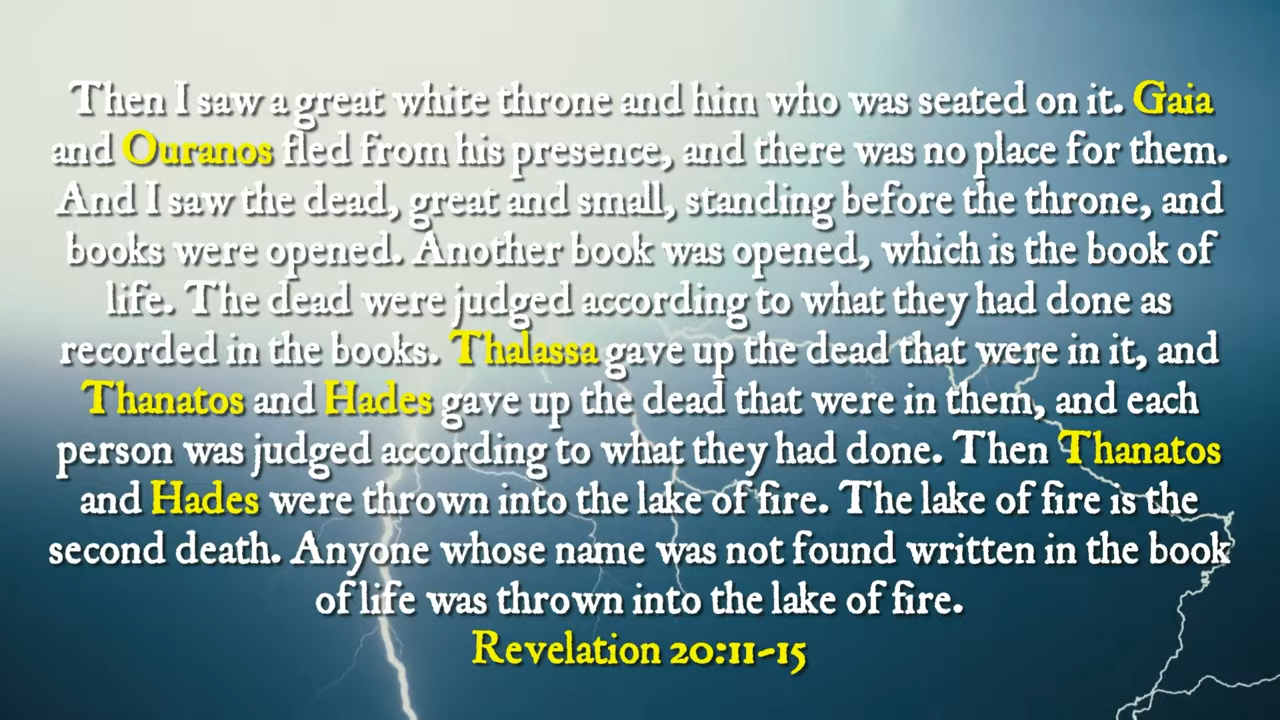 Then I saw a great white throne and him who was seated on it. Gaia
and Ouranos fled from his presence, and there was no place for them.
And I saw the dead, great and small, standing before the throne, and
books were opened. Another book was opened, which is the book of
life. The dead were judged according to what they had done as
recorded in the books. Thalassa gave up the dead that were in it, and
Thanatos and Hades gave up the dead that were in them, and each
person was judged according to what they had done. Then Thanatos
and Hades were thrown into the lake of fire. The lake of fire is the
second death. Anyone whose name was not found written in the book
of life was thrown into the lake of fire.
Revelation 20:11-15